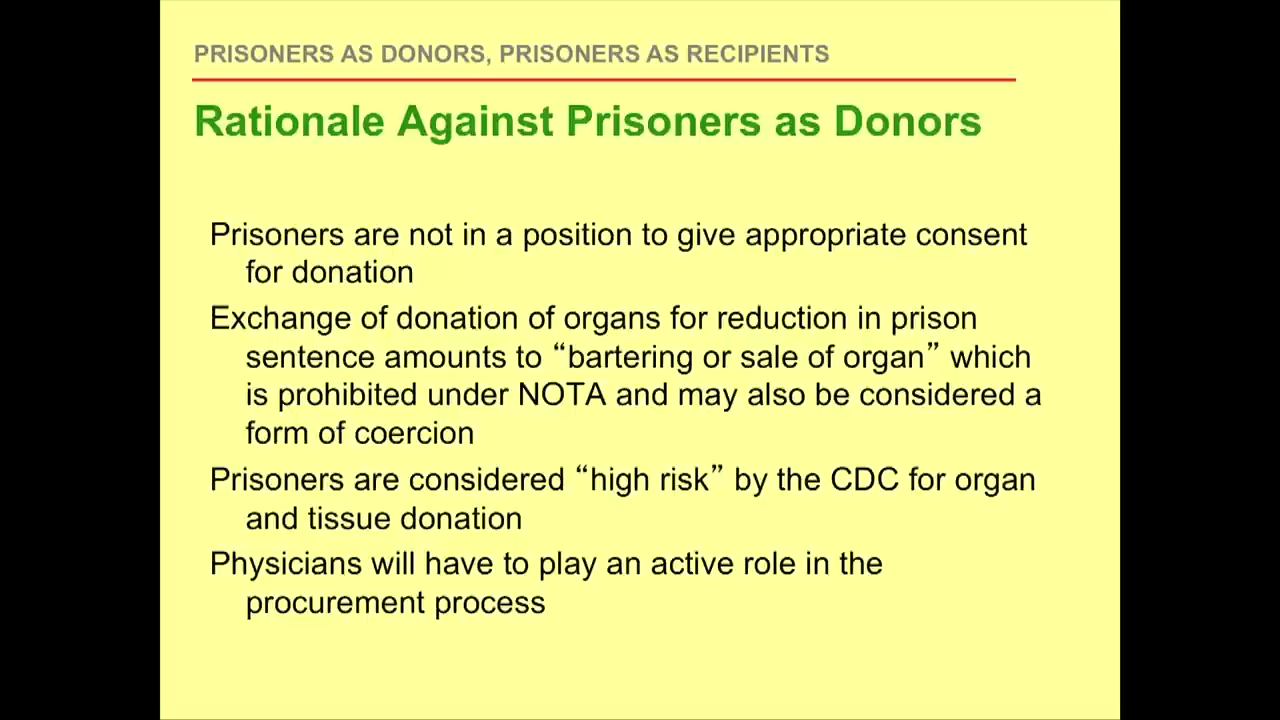 PRISONERS AS DONORS, PRISONERS AS RECIPIENTS
Rationale Against Prisoners as Donors
Prisoners are not in a position to give appropriate consent
for donation
Exchange of donation of organs for reduction in prison
sentence amounts to “bartering or sale of organ” which
is prohibited under NOTA and may also be considered a
form of coercion
Prisoners are considered “high risk” by the CDC for organ
and tissue donation
Physicians will have to play an active role in the
procurement process